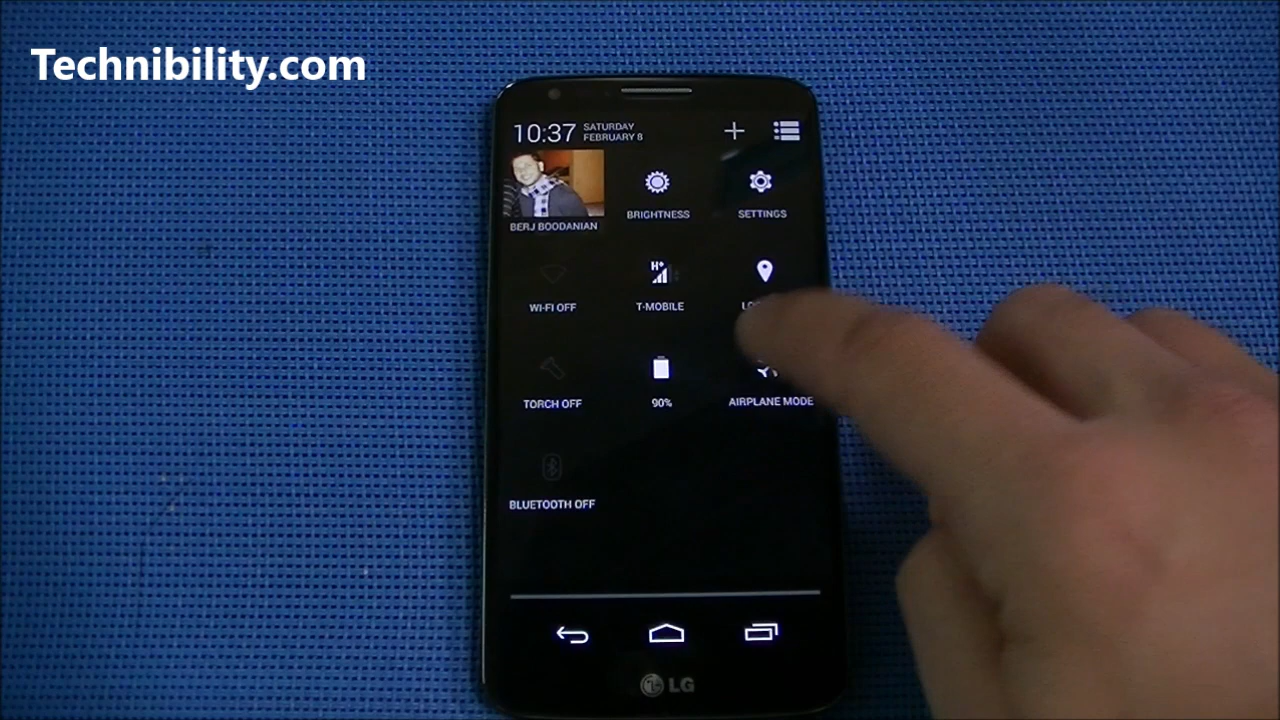 Technibility.com
10:37 SATURDAY
FEBRUARY 8
BERJ BOODANIAN
BRIGHTNESS
SETTINGS
WI-FI OFF
H+
T-MOBILE
TORCH OFF
90%
AIRPLANE MODE
BLUETOOTH OFF
LG